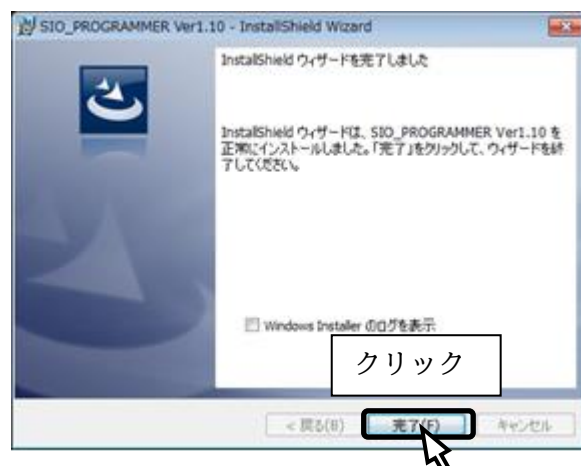 SIO_PROGRAMMER Ver1.10 - InstallShield Wizard
InstallShield ウィザードを完了しました
InstallShield ウィザードは、SIO_PROGRAMMER Ver1.10 を
正常にインストールしました。「完了」をクリックして、ウィザードを終
了してください。
Windows Installer のログを表示
クリック
< 戻る(B)
完了(F)
キャンセル